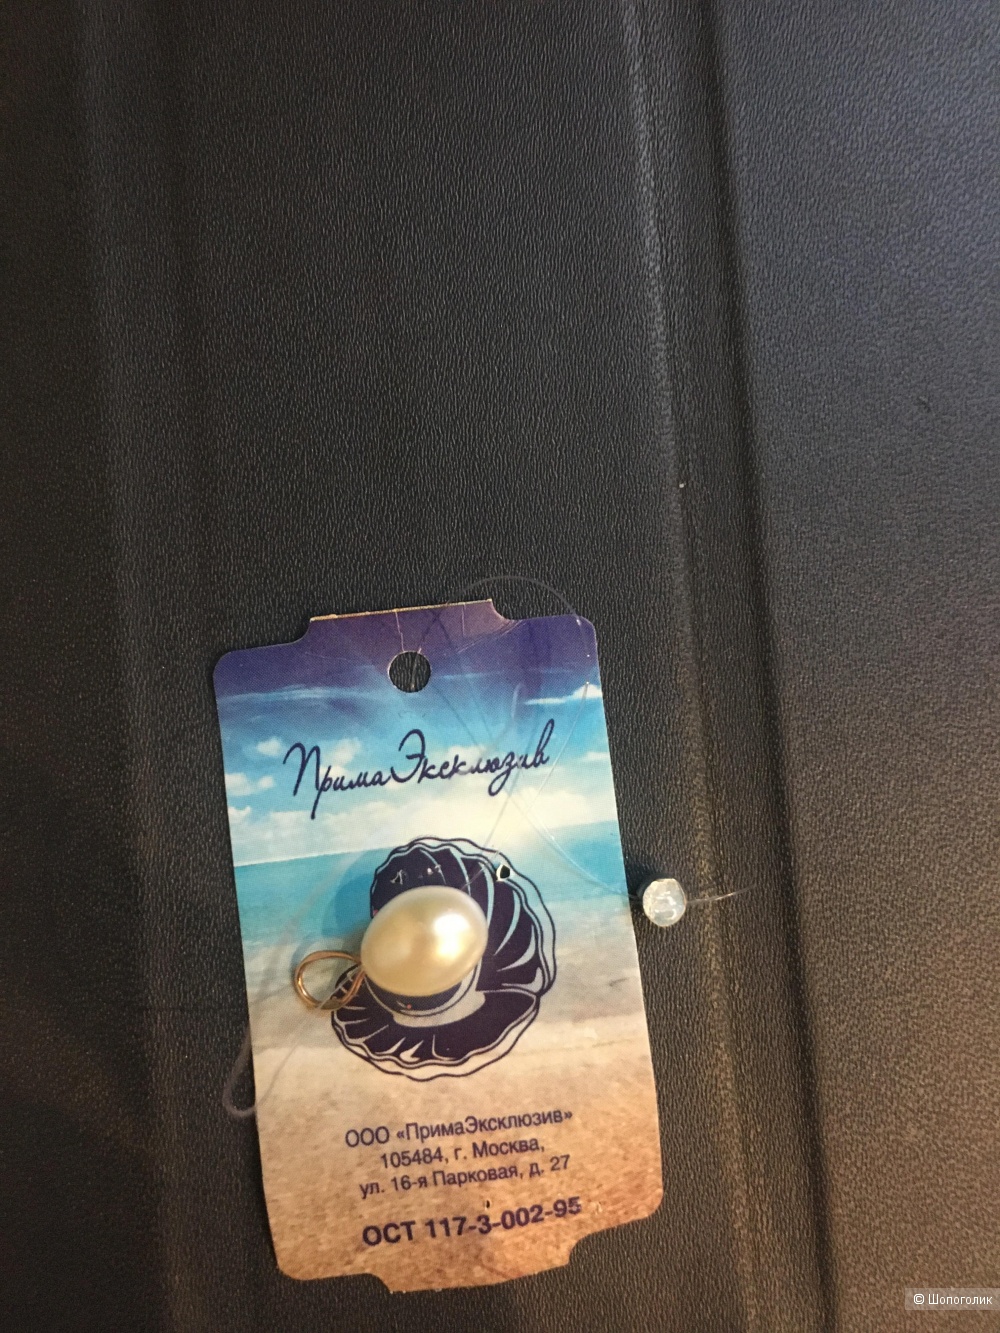 ПримаЭксклюзив
ООО «ПримаЭксклюзив»
105484, г. Москва,
ул. 16-я Парковая, д. 27
ОСТ 117-3-002-95
© Шопоголик